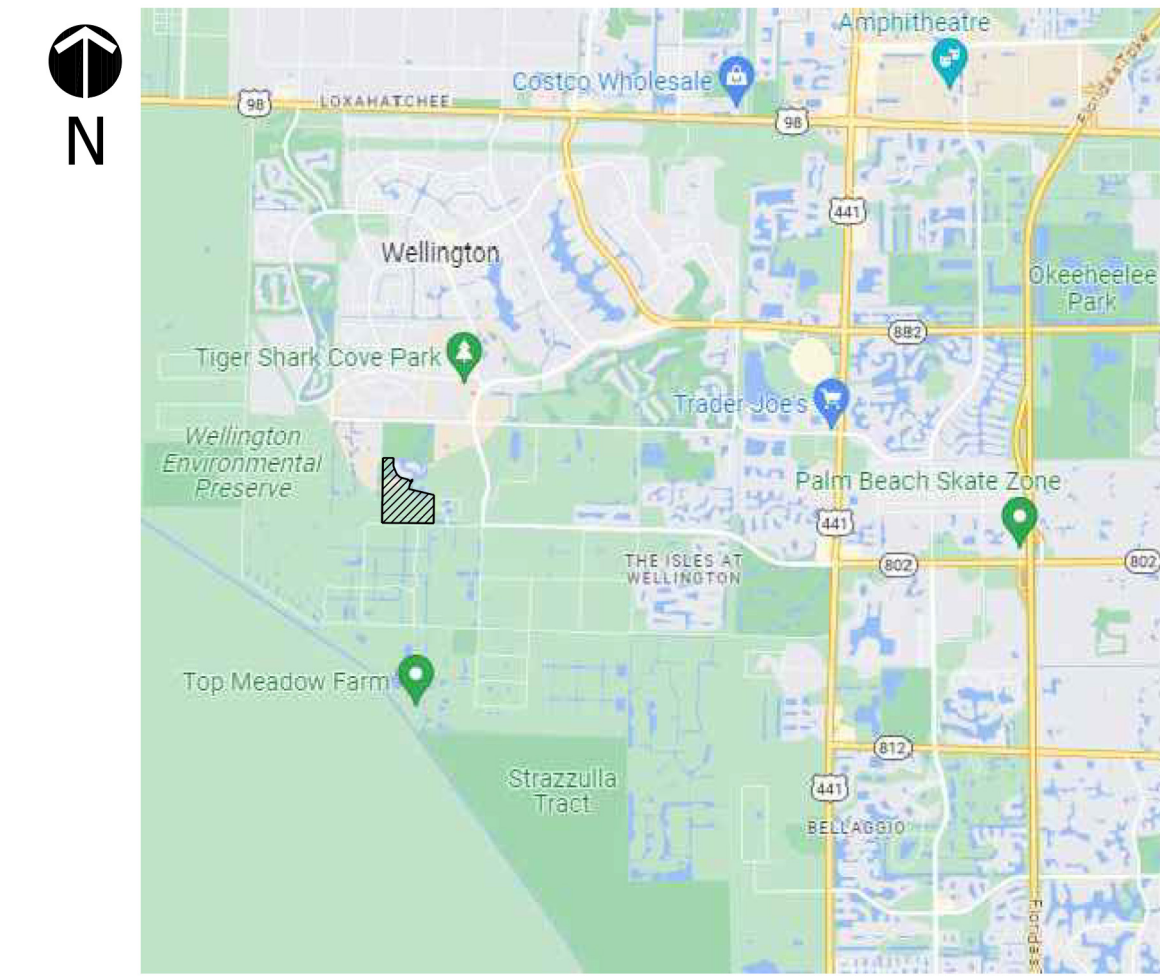 N
Amphitheatre
Costco Wholesale
98
LOXAHATCHEE
98
441
Wellington
Okeeheelee
Park
882
Tiger Shark Cove Park
Trader Joe's
Wellington
Environmental
Preserve
Palm Beach Skate Zone
441
THE ISLES AT
WELLINGTON
802
802
Top Meadow Farm
812
Strazzulla
Tract
441
BELLAGGIO
Florida's